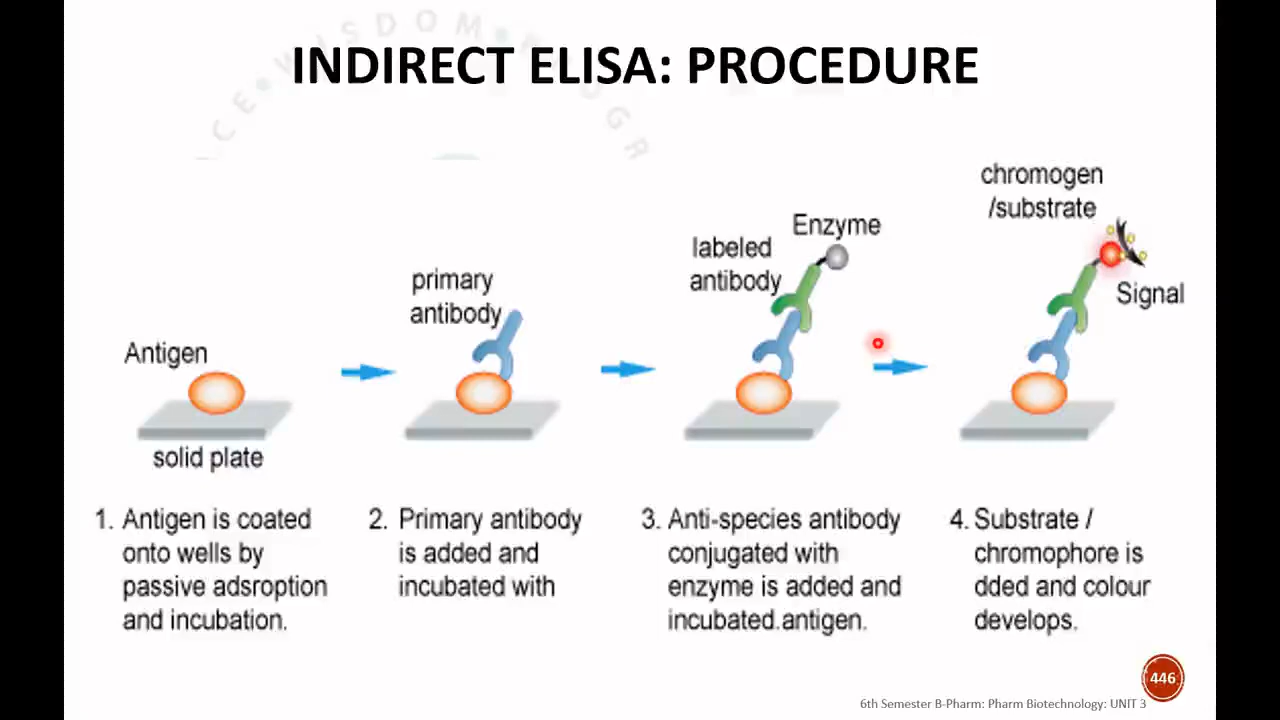 INDIRECT ELISA: PROCEDURE
chromogen
/substrate
Enzyme
labeled
antibody
primary
antibody
Signal
Antigen
solid plate
1. Antigen is coated
onto wells by
passive adsroption
and incubation.
2. Primary antibody
is added and
incubated with
3. Anti-species antibody
conjugated with
enzyme is added and
incubated.antigen.
4. Substrate /
chromophore is
dded and colour
develops.
446
6th Semester B-Pharm: Pharm Biotechnology: UNIT 3